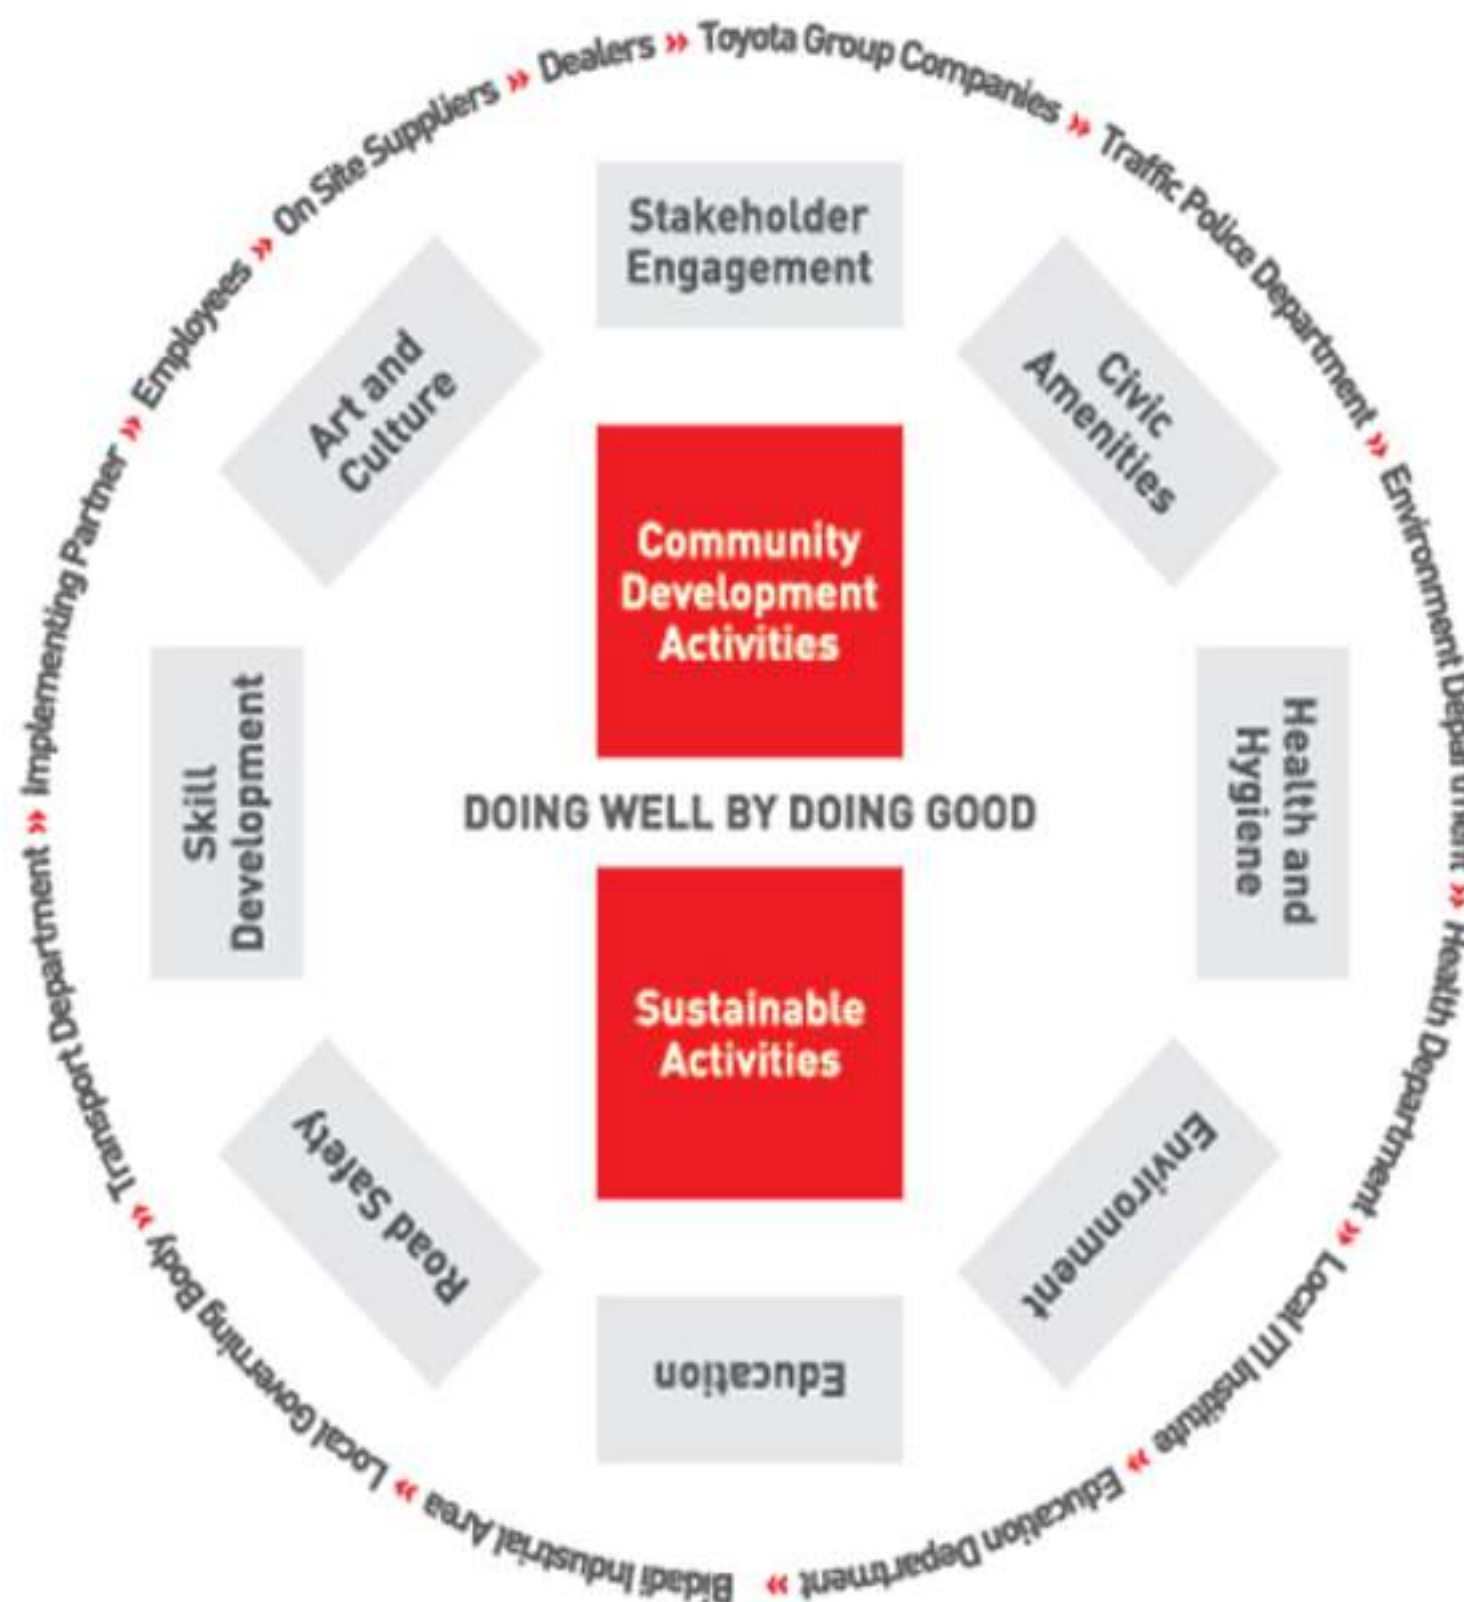 Toyota Group Companies » Traffic Police Department » Environment Department » Health Department » Local ITI Institute » Education Department » Bidadi Industrial Area » Local Governing Body » Transport Department » Implementing Partner » Employees » On Site Suppliers » Dealers »
Stakeholder
Engagement
Civic
Amenities
Health and
Hygiene
Environment
Education
Road Safety
Skill
Development
Art and
Culture
Community
Development
Activities
DOING WELL BY DOING GOOD
Sustainable
Activities